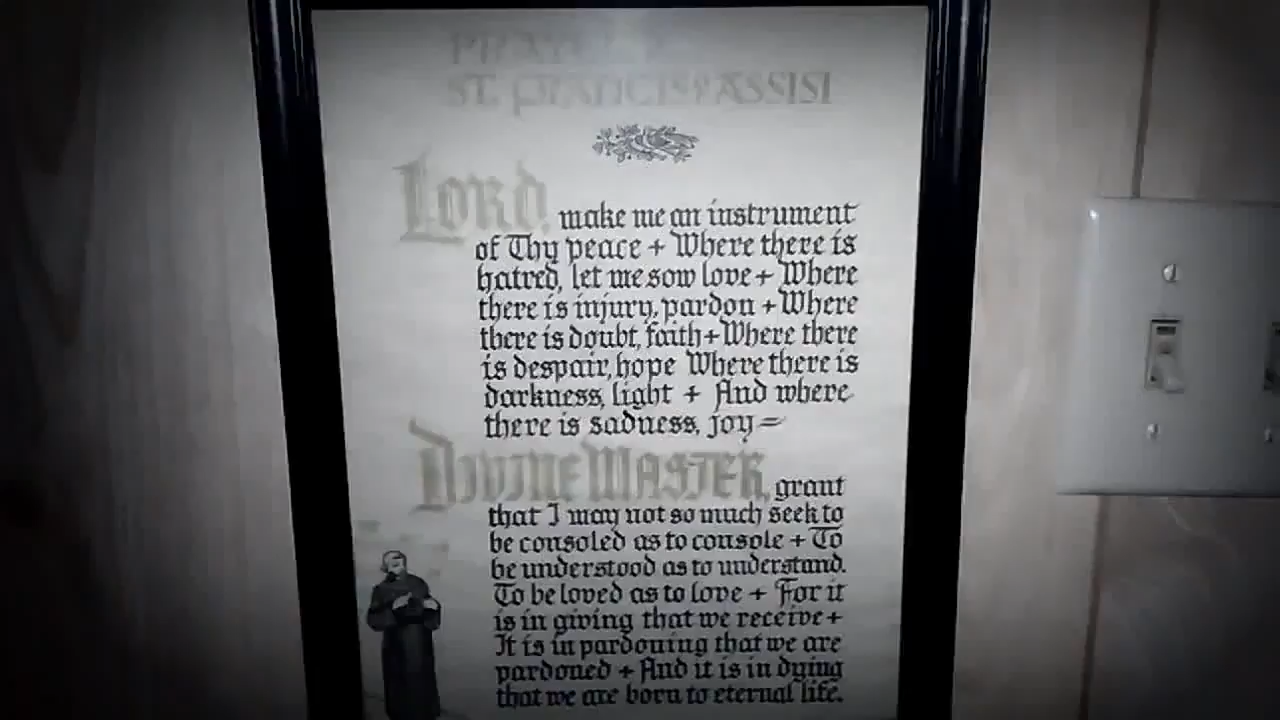 PRAYER OF
ST. FRANCIS OF ASSISI
Lord, make me an instrument
of Thy peace + Where there is
hatred, let me sow love + Where
there is injury, pardon + Where
there is doubt, faith + Where there
is despair, hope Where there is
darkness, light + And where
there is sadness, joy =
DIVINE MASTER, grant
that I may not so much seek to
be consoled as to console + To
be understood as to understand.
To be loved as to love + For it
is in giving that we receive +
It is in pardoning that we are
pardoned + And it is in dying
that we are born to eternal life.